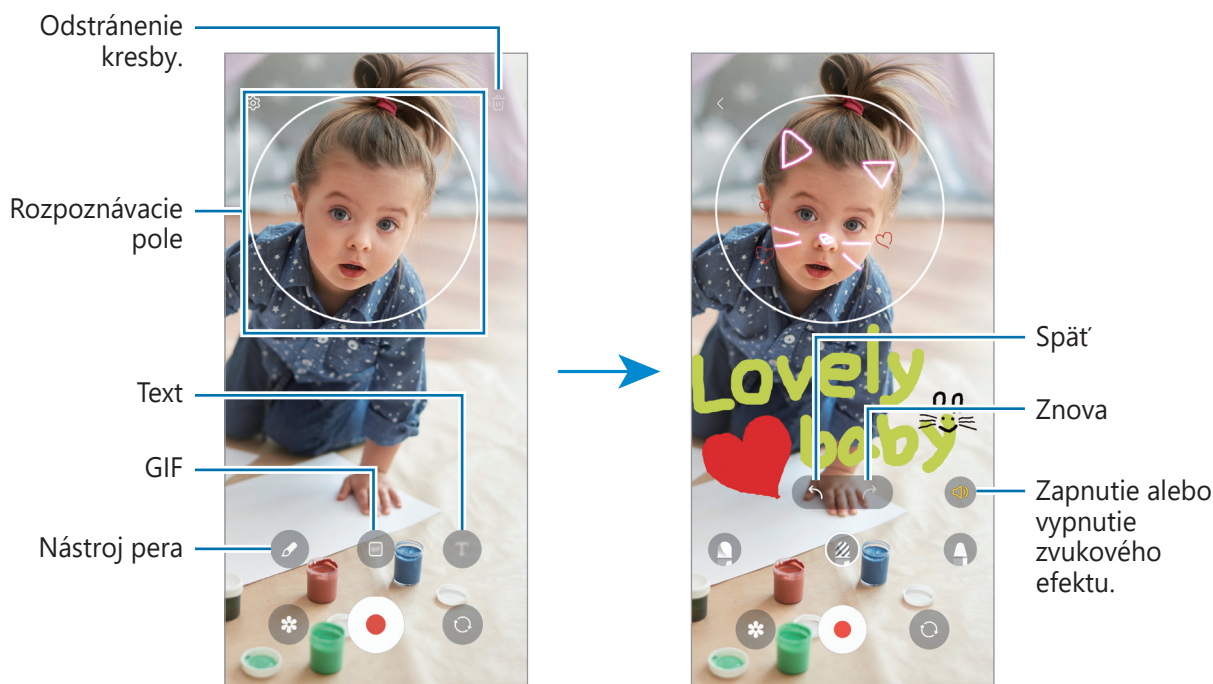 Odstránenie
kresby.
Rozpoznávacie
pole
Text
GIF
Nástroj pera
T
Lovely
baby
Späť
Znova
Zapnutie alebo
vypnutie
zvukového
efektu.